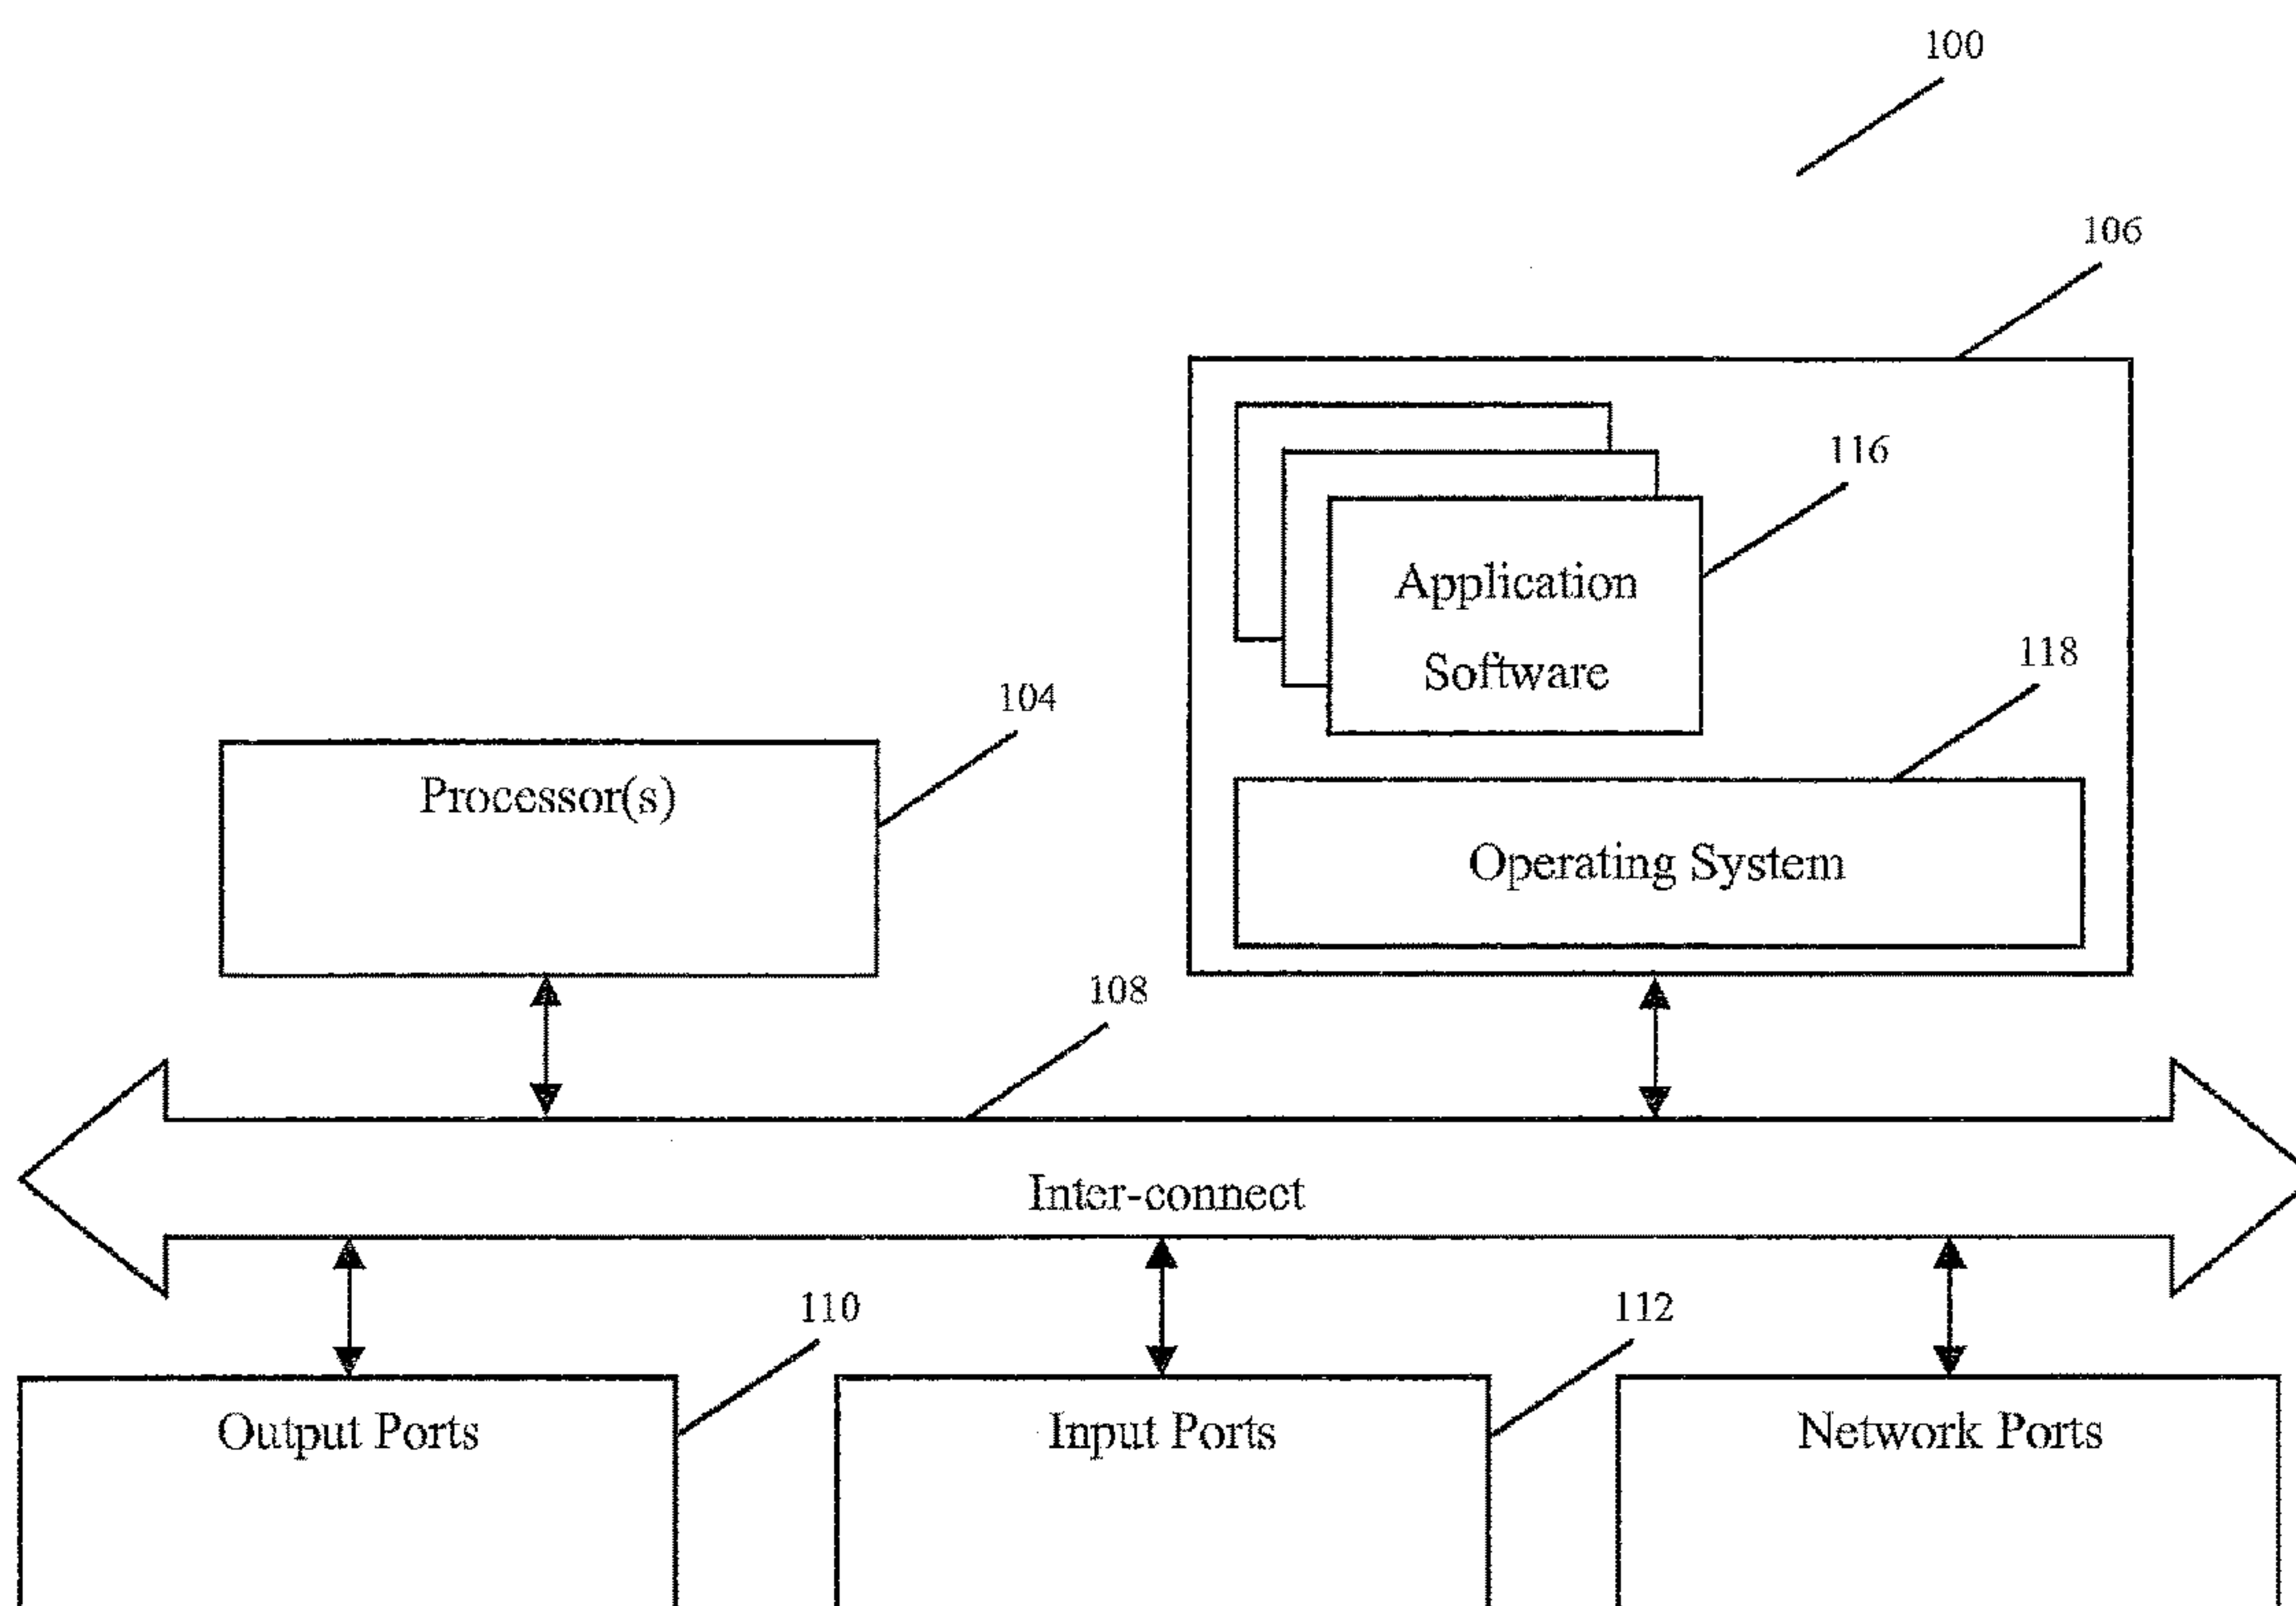 100
106
116
Application
Software
118
104
Processor(s)
Operating System
108
Inter-connect
110
112
Output Ports
Input Ports
Network Ports